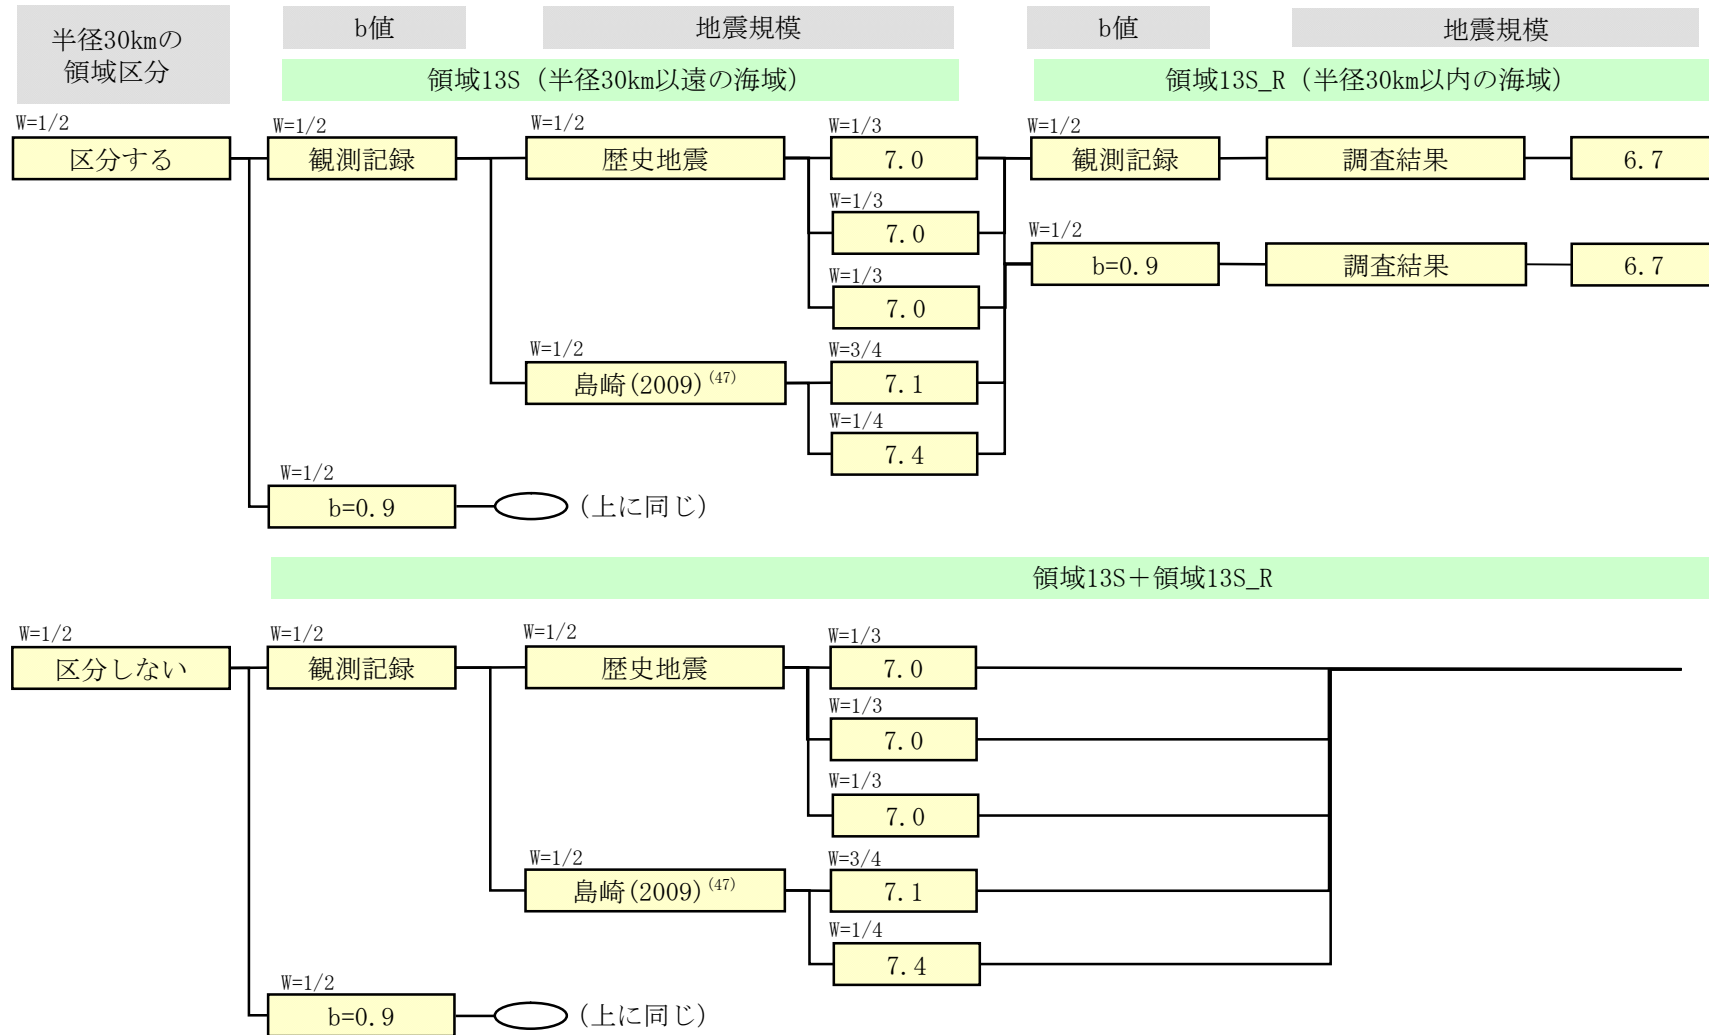 半径30kmの
領域区分
b値
地震規模
b値
地震規模
領域13S（半径30km以遠の海域）
領域13S_R（半径30km以内の海域）
W=1/2
区分する
W=1/2
観測記録
W=1/2
歴史地震
W=1/3
7.0
W=1/3
7.0
W=1/3
7.0
W=1/2
島崎(2009)(47)
W=3/4
7.1
W=1/4
7.4
W=1/2
観測記録
調査結果
6.7
W=1/2
b=0.9
調査結果
6.7
W=1/2
b=0.9
（上に同じ）
領域13S＋領域13S_R
W=1/2
区分しない
W=1/2
観測記録
W=1/2
歴史地震
W=1/3
7.0
W=1/3
7.0
W=1/3
7.0
W=1/2
島崎(2009)(47)
W=3/4
7.1
W=1/4
7.4
W=1/2
b=0.9
（上に同じ）